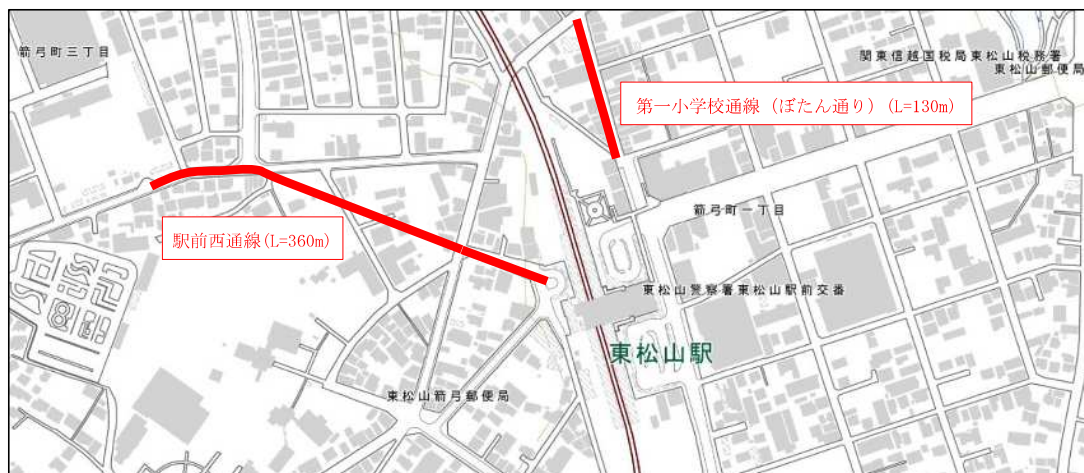 箭弓町三丁目
関東信越国税局東松山税務署
東松山郵便局
第一小学校通線（ぼたん通り）(L=130m)
箭弓町一丁目
駅前西通線(L=360m)
東松山警察署東松山駅前交番
東松山駅
東松山箭弓郵便局